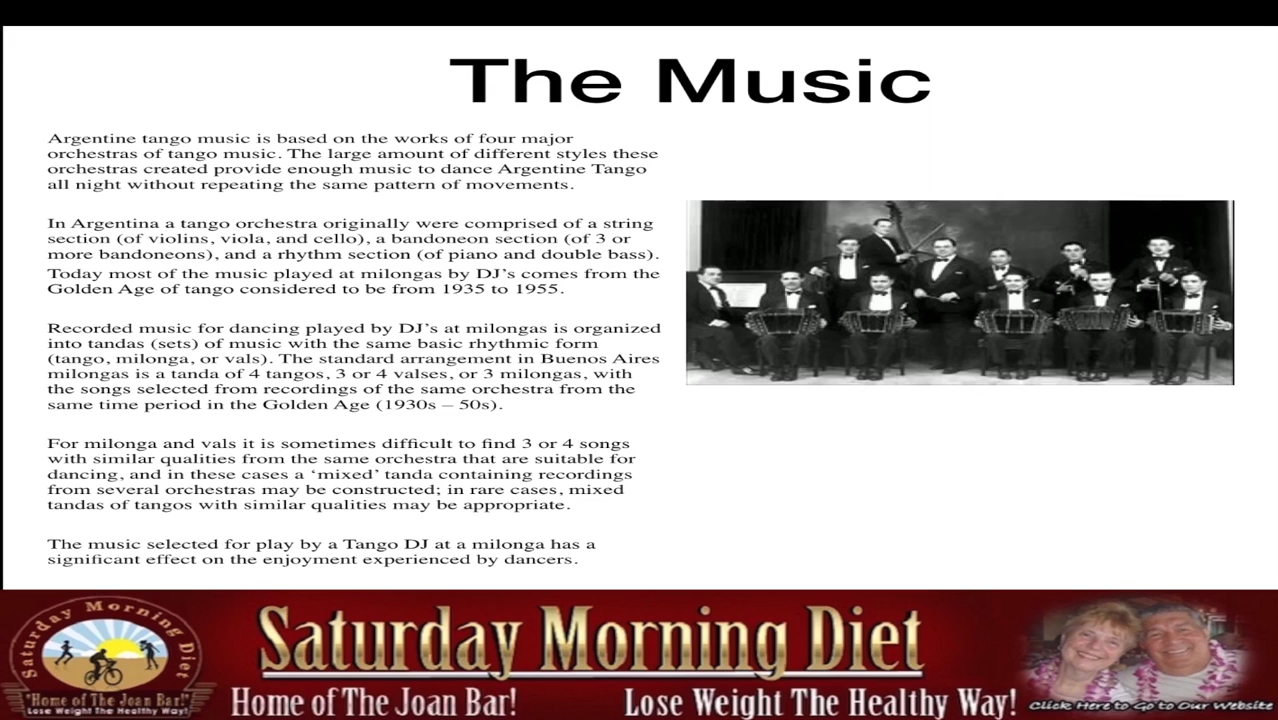 The Music
Argentine tango music is based on the works of four major
orchestras of tango music. The large amount of different styles these
orchestras created provide enough music to dance Argentine Tango
all night without repeating the same pattern of movements.
In Argentina a tango orchestra originally were comprised of a string
section (of violins, viola, and cello), a bandoneon section (of 3 or
more bandoneons), and a rhythm section (of piano and double bass).
Today most of the music played at milongas by DJ's comes from the
Golden Age of tango considered to be from 1935 to 1955.
Recorded music for dancing played by DJ's at milongas is organized
into tandas (sets) of music with the same basic rhythmic form
(tango, milonga, or vals). The standard arrangement in Buenos Aires
milongas is a tanda of 4 tangos, 3 or 4 valses, or 3 milongas, with
the songs selected from recordings of the same orchestra from the
same time period in the Golden Age (1930s – 50s).
For milonga and vals it is sometimes difficult to find 3 or 4 songs
with similar qualities from the same orchestra that are suitable for
dancing, and in these cases a ‘mixed’ tanda containing recordings
from several orchestras may be constructed; in rare cases, mixed
tandas of tangos with similar qualities may be appropriate.
The music selected for play by a Tango DJ at a milonga has a
significant effect on the enjoyment experienced by dancers.
Saturday Morning Diet
"Home of The Joan Bar!"
Lose Weight The Healthy Way!
Saturday Morning Diet
Home of The Joan Bar! Lose Weight The Healthy Way!
Click Here to Go to Our Website